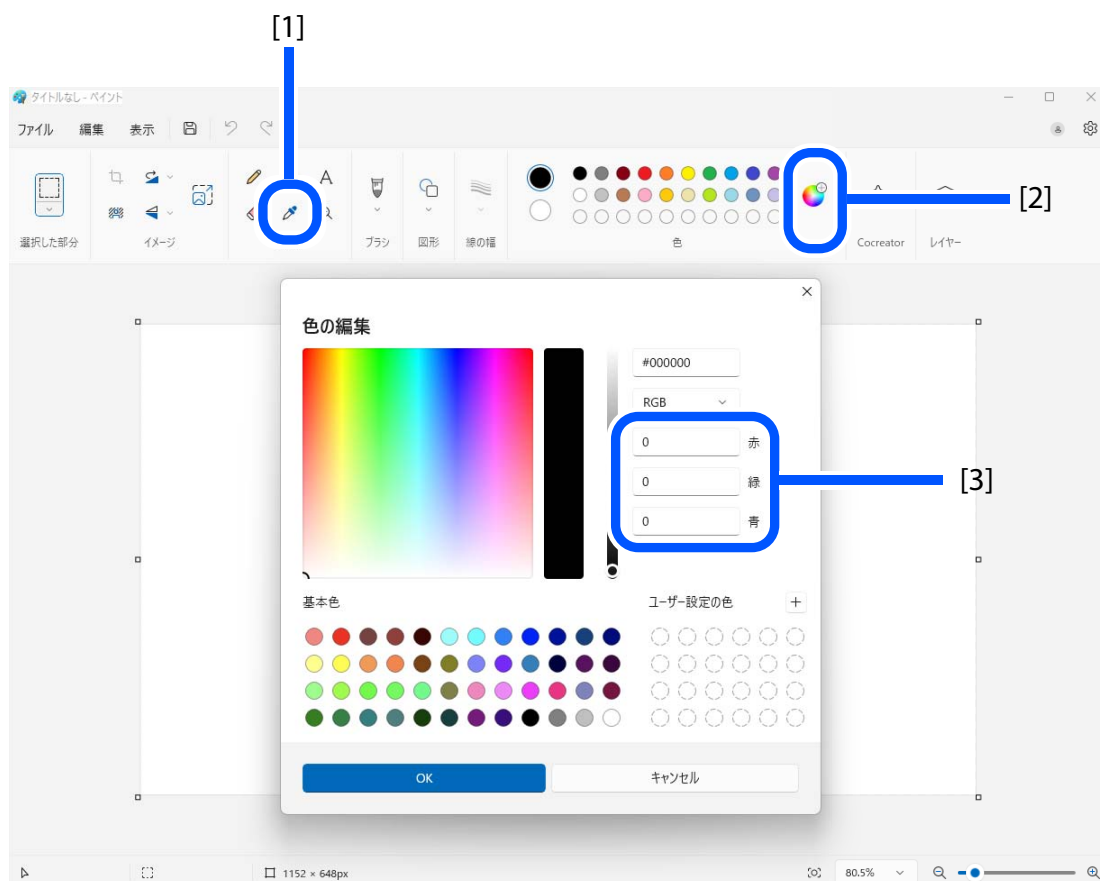 [1]
タイトルなし - ペイント
ファイル 編集 表示
A
[2]
選択した部分 イメージ ブラシ 図形 線の幅 色 Cocreator レイヤー
色の編集
#000000
RGB
0 赤
0 緑
[3]
0 青
基本色 ユーザー設定の色
OK キャンセル
1152 × 648px 80.5%